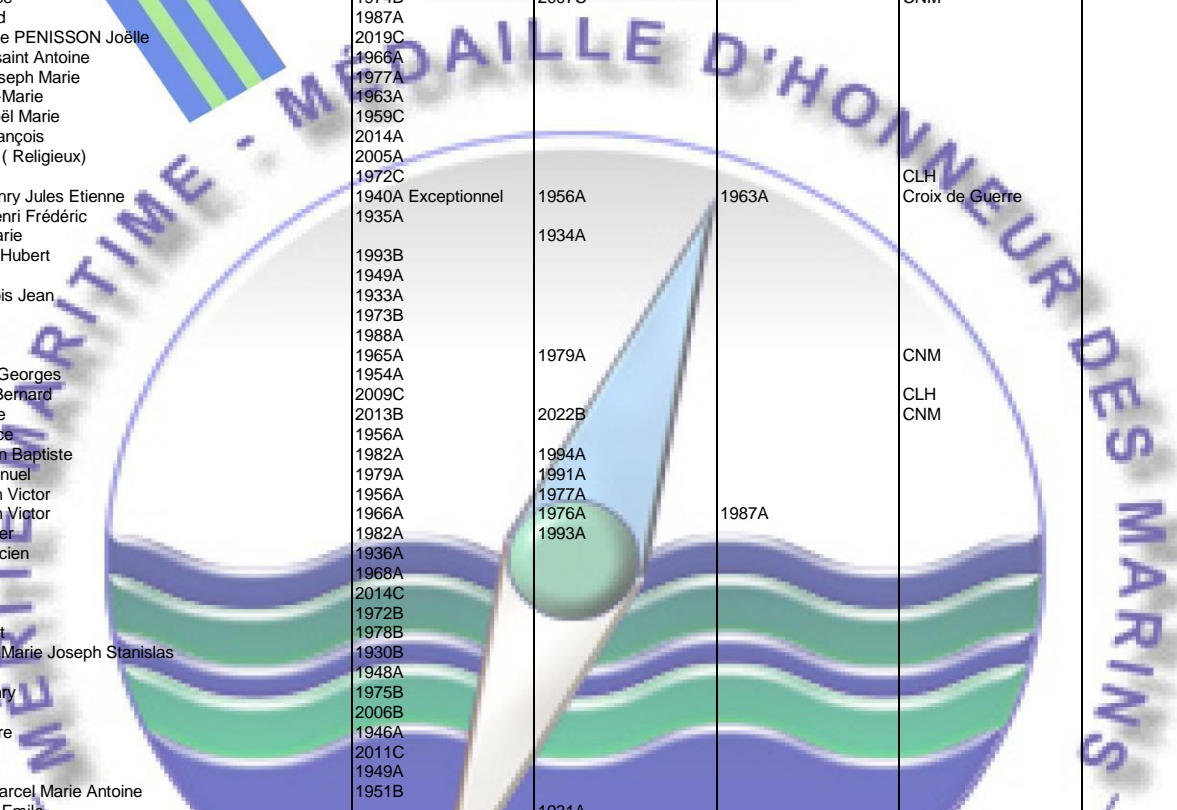 1987A
e PENISSON Joëlle 2019C
saint Antoine 1966A
seph Marie 1977A
-Marie 1963A
ël Marie 1959C
ançois 2014A
( Religieux) 2005A
1972C CLH
nry Jules Etienne 1940A Exceptionnel 1956A 1963A Croix de Guerre
enri Frédéric 1935A
arie 1934A
Hubert 1993B
1949A
is Jean 1933A
1973B
1988A
1965A 1979A CNM
Georges 1954A
Bernard 2009C CLH
e 2013B 2022B CNM
ce 1956A
n Baptiste 1982A 1994A
nuel 1979A 1991A
n Victor 1956A 1977A
n Victor 1966A 1976A 1987A
er 1982A 1993A
cien 1936A
1968A
2014C
1972B
t 1978B
Marie Joseph Stanislas 1930B
1948A
nry 1975B
2006B
re 1946A
2011C
1949A
arcel Marie Antoine 1951B
MÉRITE MARITIME - MÉDAILLE D'HONNEUR DES MARINS -